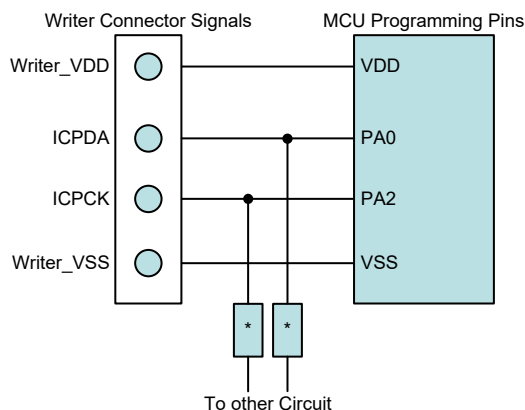 Writer Connector Signals
MCU Programming Pins
Writer_VDD
VDD
ICPDA
PA0
ICPCK
PA2
Writer_VSS
VSS
* *
To other Circuit